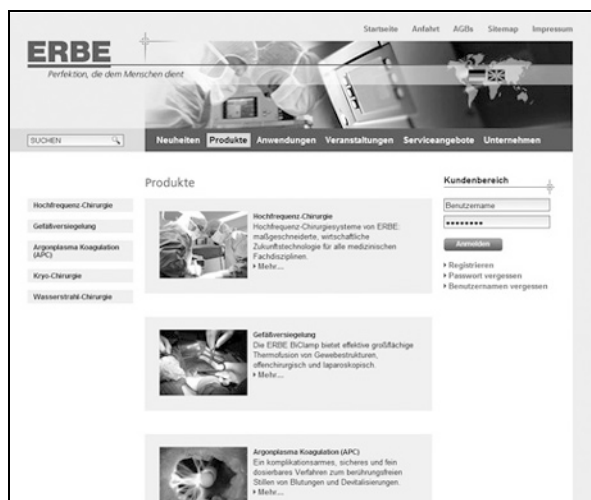 Startseite Anfahrt AGBs Sitemap Impressum
ERBE
Perfektion, die dem Menschen dient
SUCHEN
Neuheiten Produkte Anwendungen Veranstaltungen Serviceangebote Unternehmen
Produkte
Kundenbereich
Hochfrequenz-Chirurgie
Gefäßversiegelung
Argonplasma Koagulation
(APC)
Kryo-Chirurgie
Wasserstrahl-Chirurgie
Hochfrequenz-Chirurgie
Hochfrequenz-Chirurgiesysteme von ERBE:
maßgeschneiderte, wirtschaftliche
Zukunftstechnologie für alle medizinischen
Fachdisziplinen.
Mehr...
Gefäßversiegelung
Die ERBE BiClamp bietet effektive großflächige
Thermofusion von Gewebestrukturen,
offenchirurgisch und laparoskopisch.
Mehr...
Argonplasma Koagulation (APC)
Ein komplikationsarmes, sicheres und fein
dosierbares Verfahren zum berührungsfreien
Stillen von Blutungen und Devitalisierungen.
Mehr...
Benutzername
••••••••
Anmelden
Registrieren
Passwort vergessen
Benutzernamen vergessen